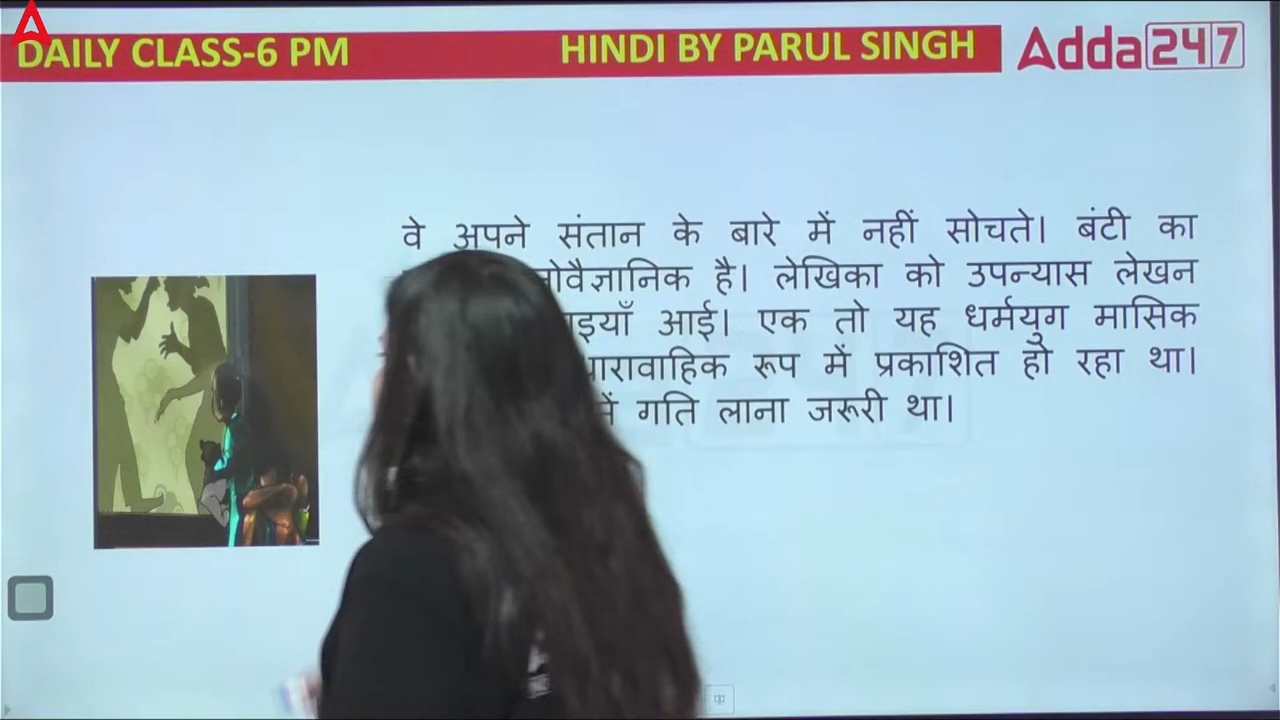 DAILY CLASS-6 PM
HINDI BY PARUL SINGH
Adda247
वे अपने संतान के बारे में नहीं सोचते। बंटी का
है। लेखिका को उपन्यास लेखन
आई। एक तो यह धर्मयुग मासिक
रूप में प्रकाशित हो रहा था।
गति लाना जरूरी था।